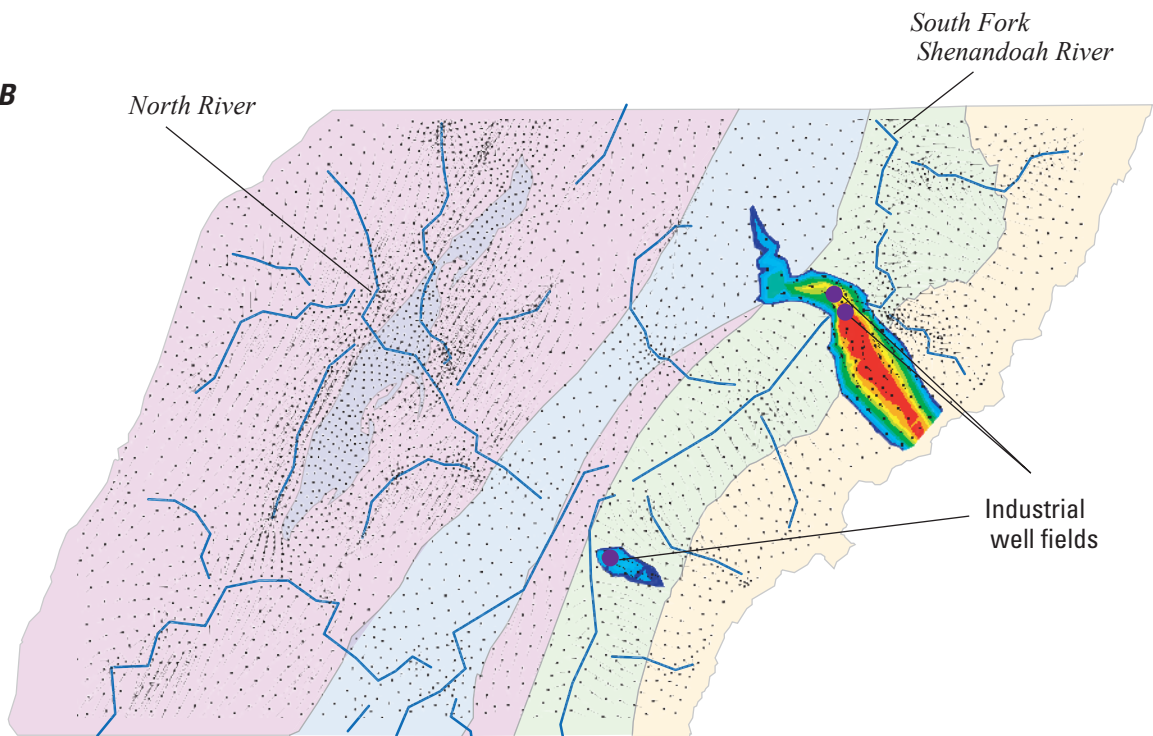 South Fork
Shenandoah River
B
North River
Industrial
well fields